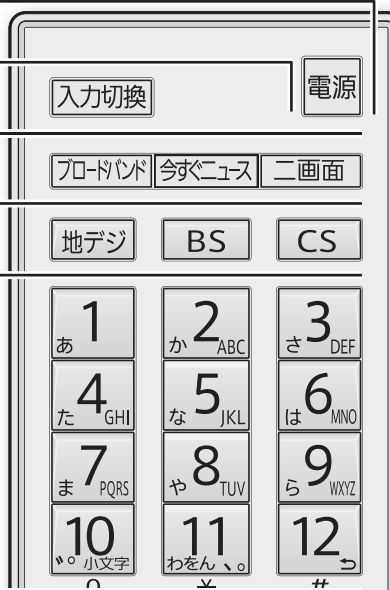 電源
入力切換
ブロードバンド 今すぐニュース 二画面
地デジ BS CS
1 あ 2 か ABC 3 さ DEF
4 た GHI 5 な JKL 6 は MNO
7 ま PQRS 8 や TUV 9 ら WXYZ
10 ゛゜小文字 11 わをん、。 12